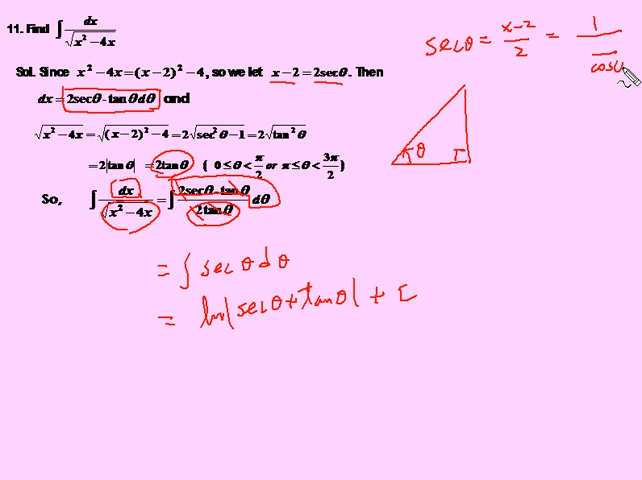 11. Find ∫ dx / √(x² − 4x)
Sol. Since x² − 4x = (x − 2)² − 4, so we let x − 2 = 2secθ. Then
dx = 2secθ · tanθ dθ and
√(x² − 4x) = √((x − 2)² − 4) = 2√(sec²θ − 1) = 2√(tan²θ)
= 2|tanθ| = 2tanθ ( 0 ≤ θ < π/2 or π ≤ θ < 3π/2 )
So, ∫ dx / √(x² − 4x) = ∫ (2secθ · tanθ) / (2tanθ) dθ
= ∫ secθ dθ
= ln|secθ + tanθ| + C
secθ = (x−2)/2 = 1/cosθ
θ